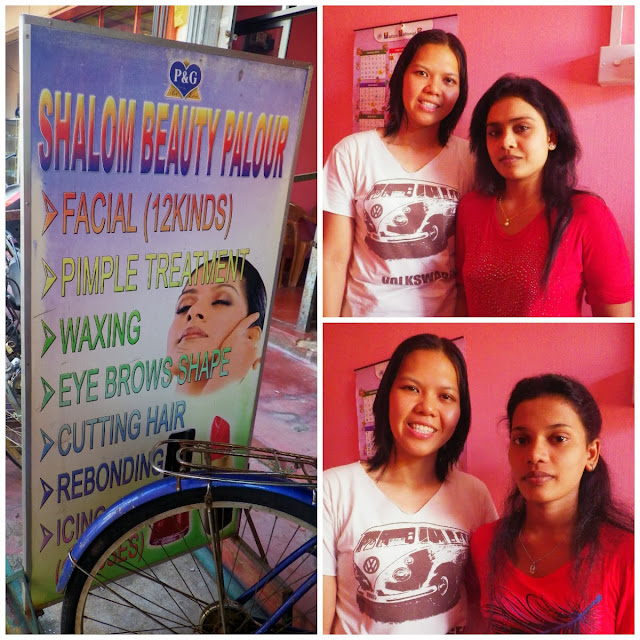 P&G
SHALOM BEAUTY PALOUR
FACIAL (12KINDS)
PIMPLE TREATMENT
WAXING
EYE BROWS SHAPE
CUTTING HAIR
REBONDING
ICING
VOLKSWAG